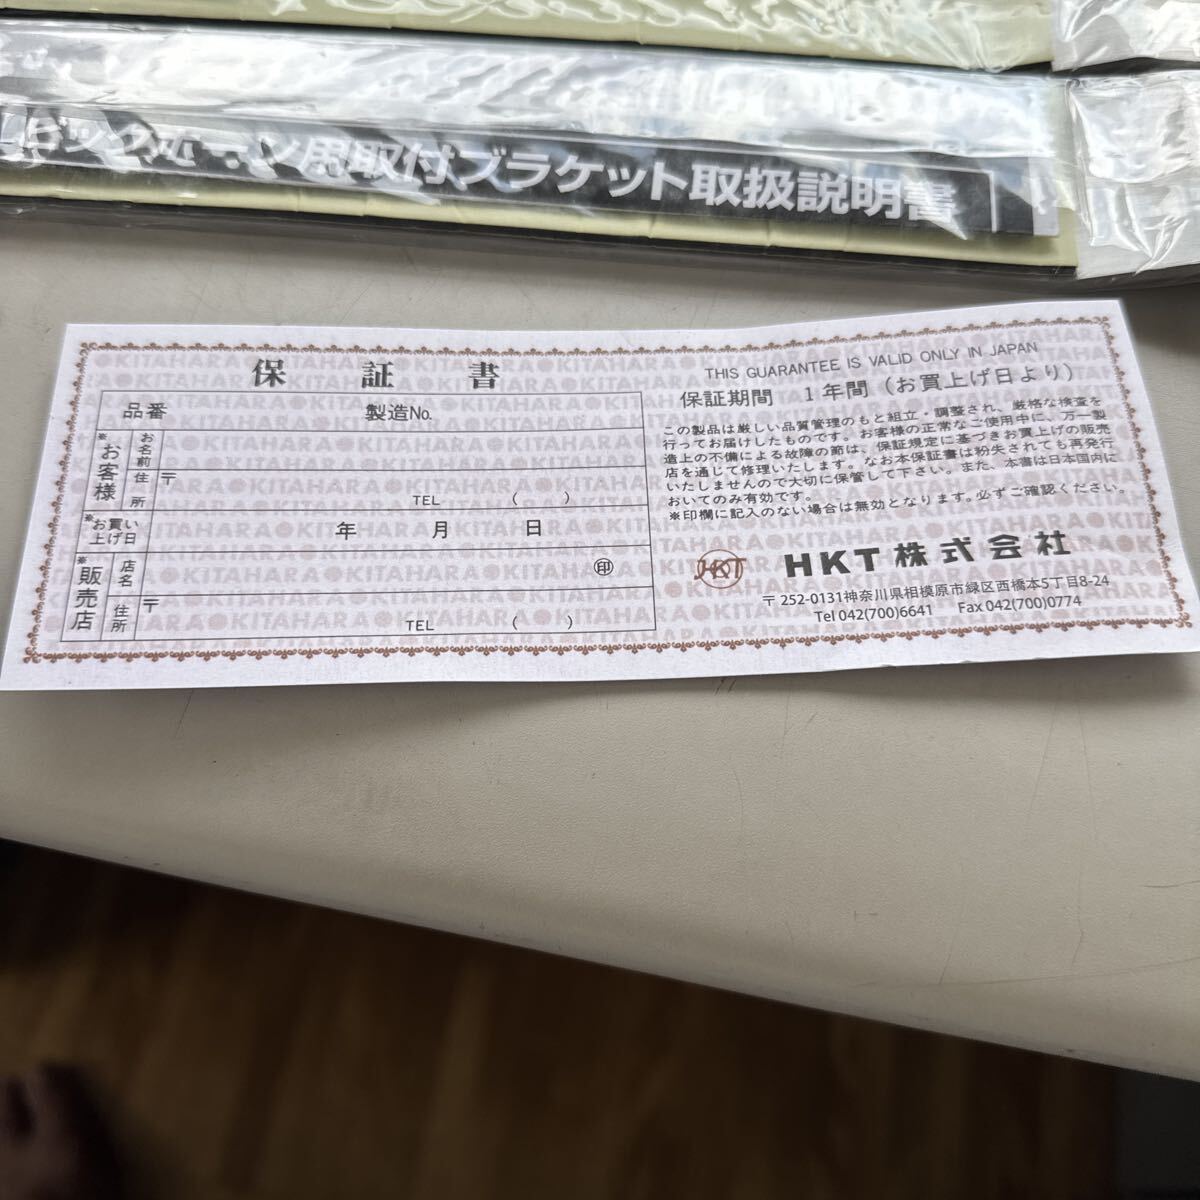 ロックオーン用取付ブラケット取扱説明書
保証書
品番 製造No.
※お客様
お名前
住所 〒
TEL ( )
※お買い上げ日 年 月 日
※販売店
店名 ㊞
住所 〒
TEL ( )
THIS GUARANTEE IS VALID ONLY IN JAPAN
保証期間 1年間(お買上げ日より)
この製品は厳しい品質管理のもと組立・調整され、厳格な検査を
行ってお届けしたものです。お客様の正常なご使用中に、万一製
造上の不備による故障の節は、保証規定に基づきお買上げの販売
店を通じて修理いたします。なお本保証書は粉失されても再発行
いたしませんので大切に保管して下さい。また、本書は日本国内に
おいてのみ有効です。
※印欄に記入のない場合は無効となります。必ずご確認ください。
HKT HKT株式会社
〒252-0131神奈川県相模原市緑区西橋本5丁目8-24
Tel 042(700)6641 Fax 042(700)0774